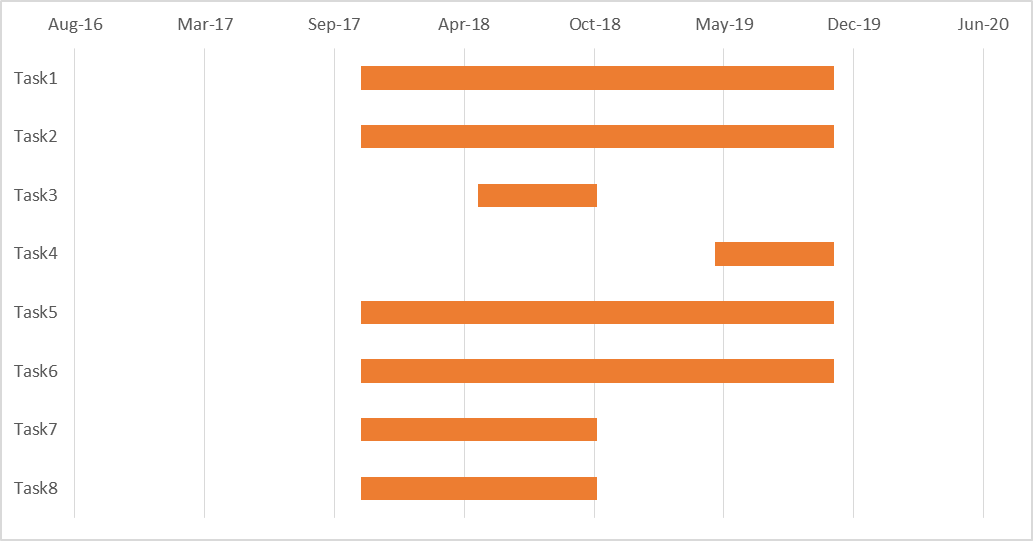 Aug-16 Mar-17 Sep-17 Apr-18 Oct-18 May-19 Dec-19 Jun-20
Task1
Task2
Task3
Task4
Task5
Task6
Task7
Task8